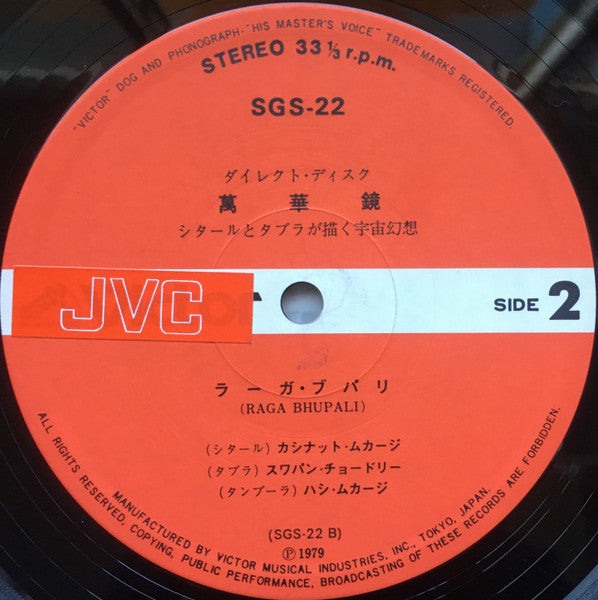 "VICTOR" DOG AND PHONOGRAPH-"HIS MASTER'S VOICE" TRADEMARKS REGISTERED.
STEREO 33 ⅓ r.p.m.
SGS-22
ダイレクト・ディスク
萬華鏡
シタールとタブラが描く宇宙幻想
JVC
SIDE 2
ラーガ・ブパリ
(RAGA BHUPALI)
(シタール) カシナット・ムカージ
(タブラ) スワパン・チョードリー
(タンブーラ) ハシ・ムカージ
(SGS-22 B)
Ⓟ1979
MANUFACTURED BY VICTOR MUSICAL INDUSTRIES, INC., TOKYO, JAPAN.
ALL RIGHTS RESERVED, COPYING, PUBLIC PERFORMANCE, BROADCASTING OF THESE RECORDS ARE FORBIDDEN.